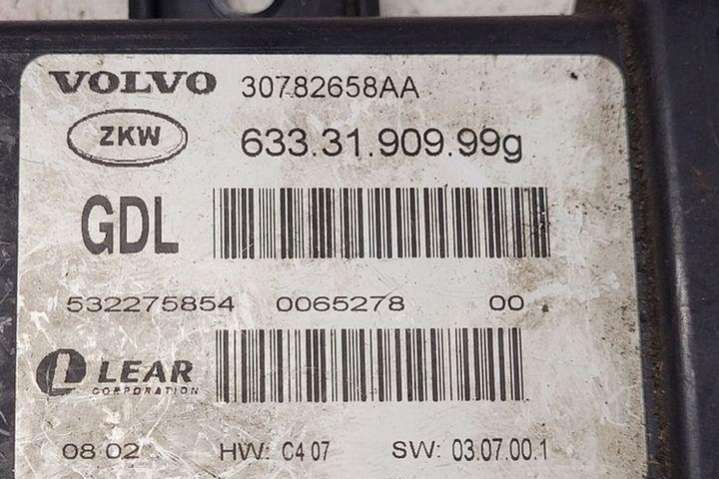 VOLVO 30782658AA
ZKW 633.31.909.99g
GDL
532275854 0065278 00
LEAR
CORPORATION
08 02 HW: C4 07 SW: 03.07.00.1